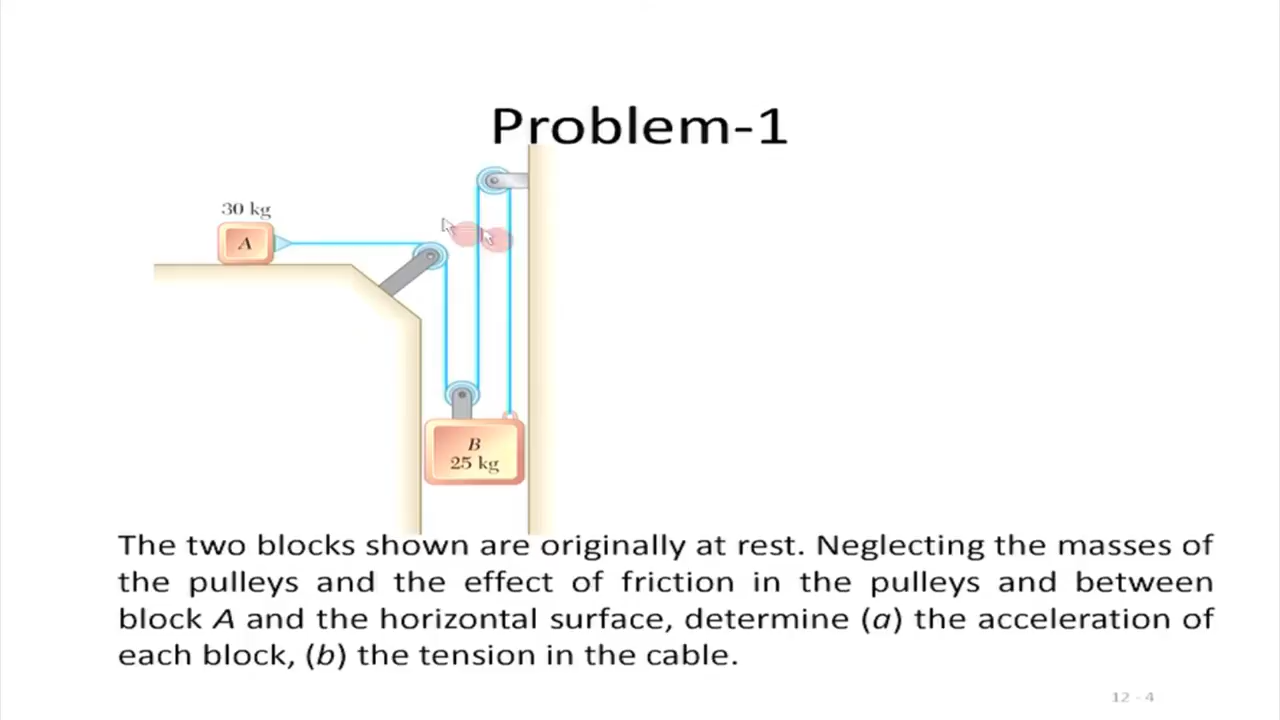 Problem-1
30 kg
A
B
25 kg
The two blocks shown are originally at rest. Neglecting the masses of
the pulleys and the effect of friction in the pulleys and between
block A and the horizontal surface, determine (a) the acceleration of
each block, (b) the tension in the cable.
12 - 4